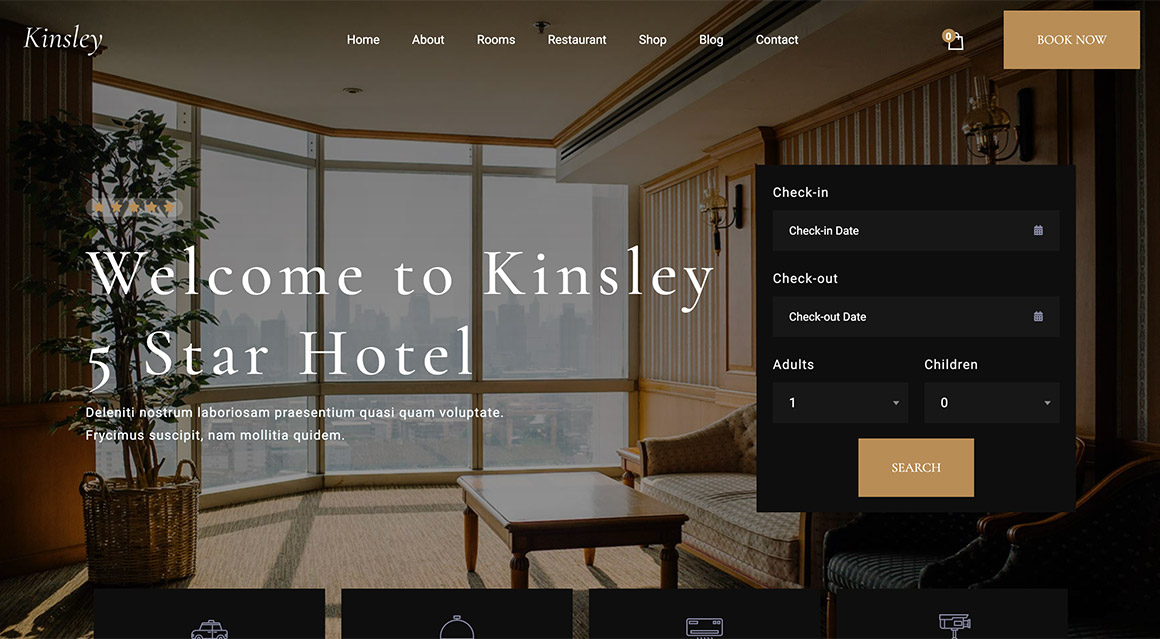 Kinsley
Home About Rooms Restaurant Shop Blog Contact
0
BOOK NOW
Welcome to Kinsley
5 Star Hotel
Deleniti nostrum laboriosam praesentium quasi quam voluptate.
Frycimus suscipit, nam mollitia quidem.
Check-in
Check-in Date
Check-out
Check-out Date
Adults Children
1 0
SEARCH